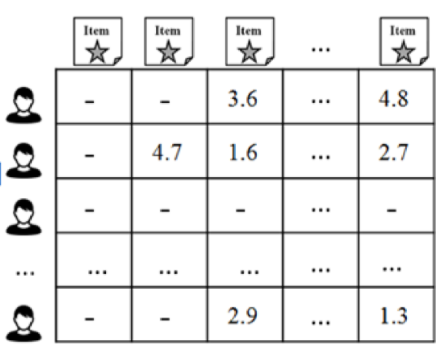 Item Item Item ... Item
- - 3.6 ... 4.8
- 4.7 1.6 ... 2.7
- - - ... -
... ... ... ... ... ...
- - 2.9 ... 1.3